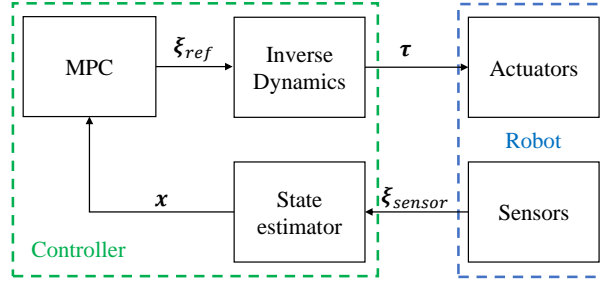 MPC
ξref
Inverse
Dynamics
τ
Actuators
Robot
x
State
estimator
ξsensor
Sensors
Controller